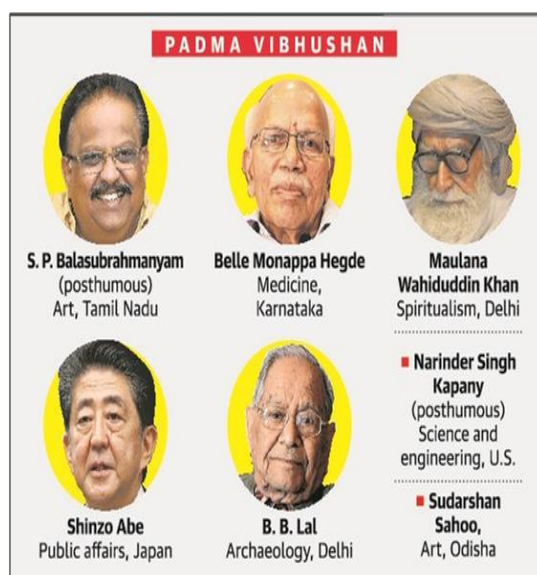 PADMA VIBHUSHAN
S. P. Balasubrahmanyam
(posthumous)
Art, Tamil Nadu
Belle Monappa Hegde
Medicine,
Karnataka
Maulana
Wahiduddin Khan
Spiritualism, Delhi
Shinzo Abe
Public affairs, Japan
B. B. Lal
Archaeology, Delhi
Narinder Singh
Kapany
(posthumous)
Science and
engineering, U.S.
Sudarshan
Sahoo,
Art, Odisha